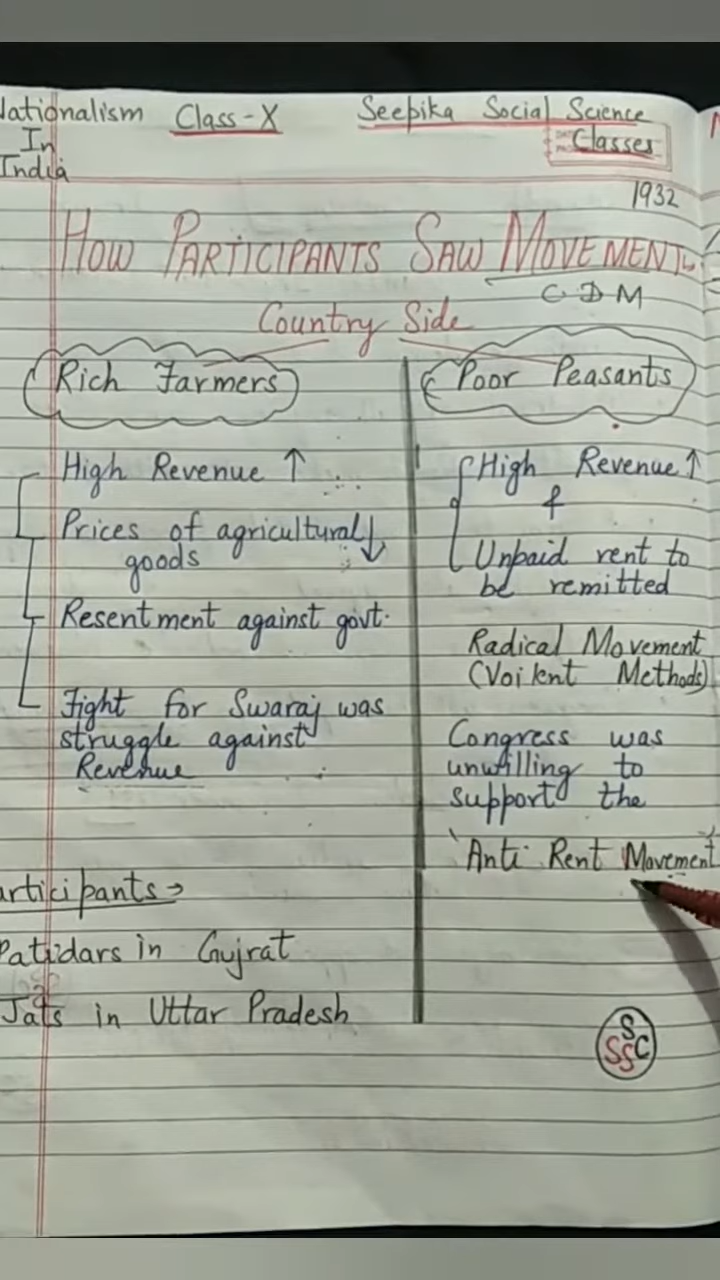 Nationalism Class-X Seepika Social Science
In Classes
India
1932
HOW PARTICIPANTS SAW MOVEMENT
C D M
Country Side
Rich Farmers
High Revenue ↑
Prices of agricultural ↓
goods
Resentment against govt.
Fight for Swaraj was
struggle against
Revenue
Participants →
Patidars in Gujrat
Jats in Uttar Pradesh
Poor Peasants
High Revenue ↑
&
Unpaid rent to
be remitted
Radical Movement
(Voilent Methods)
Congress was
unwilling to
support the
'Anti Rent Movement
S
SSC